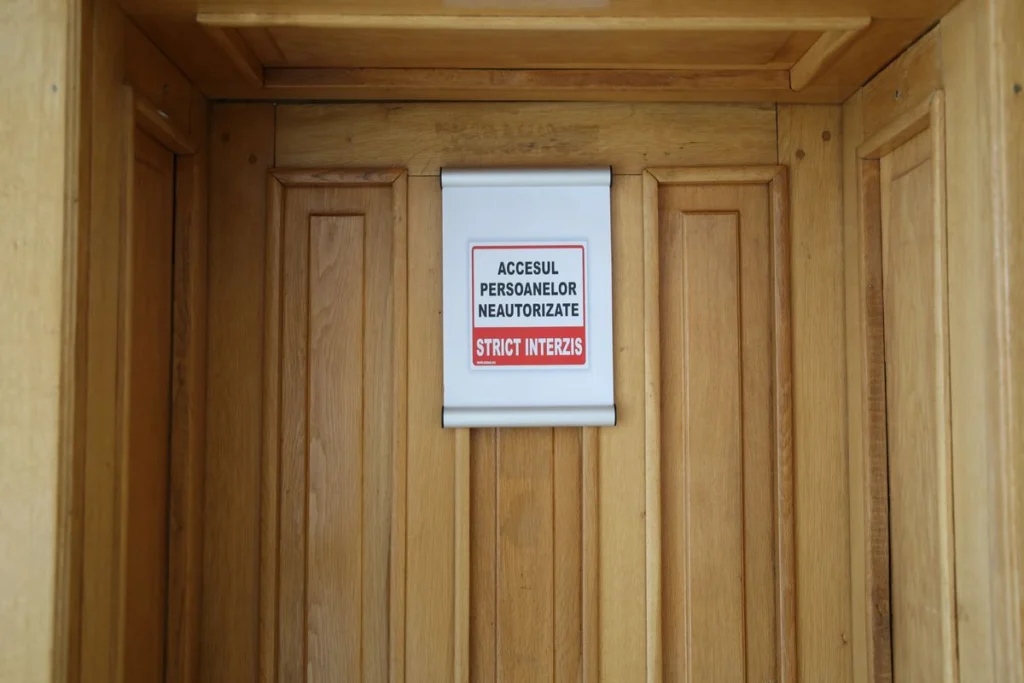 ACCESUL
PERSOANELOR
NEAUTORIZATE
STRICT INTERZIS